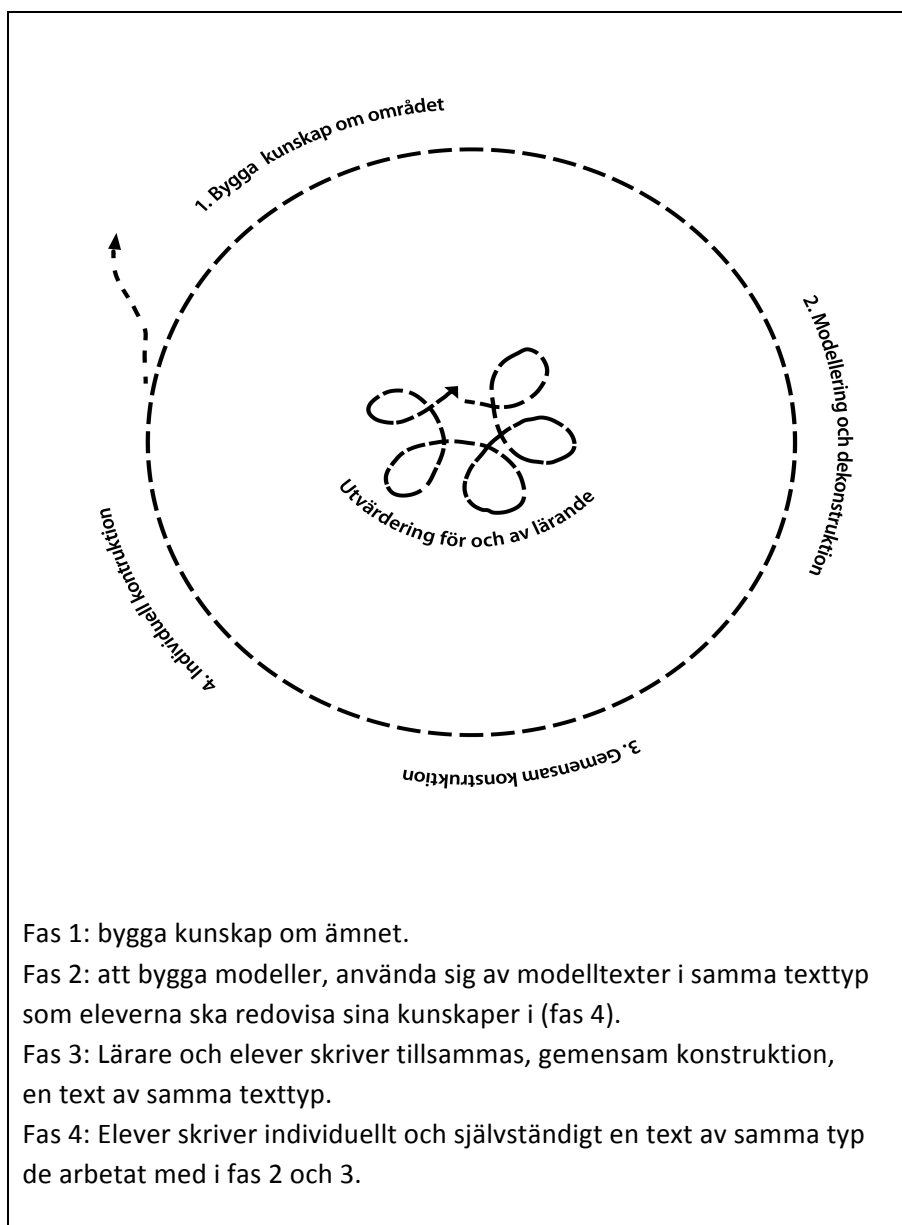 1. Bygga kunskap om området
2. Modellering och dekonstruktion
Utvärdering för och av lärande
4. Individuell kontruktion
3. Gemensam konstruktion
Fas 1: bygga kunskap om ämnet.
Fas 2: att bygga modeller, använda sig av modelltexter i samma texttyp
som eleverna ska redovisa sina kunskaper i (fas 4).
Fas 3: Lärare och elever skriver tillsammas, gemensam konstruktion,
en text av samma texttyp.
Fas 4: Elever skriver individuellt och självständigt en text av samma typ
de arbetat med i fas 2 och 3.